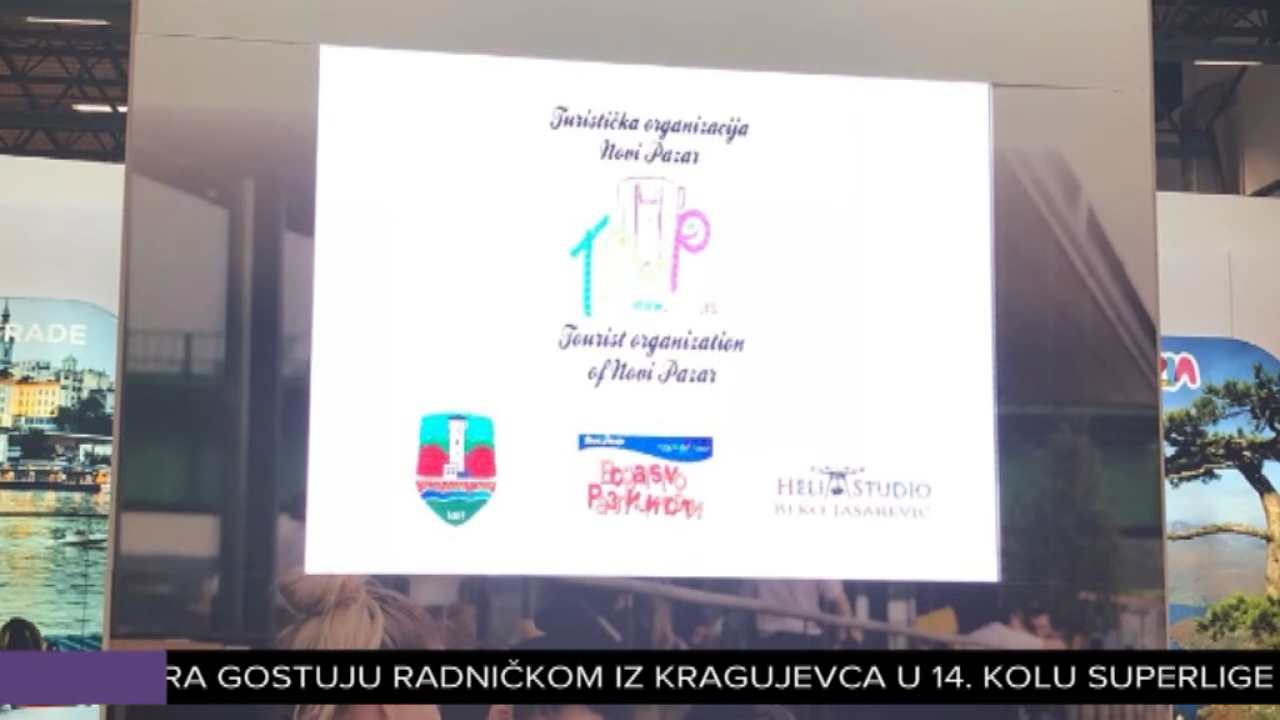 Turistička organizacija
Novi Pazar
Tourist organization
of Novi Pazar
HELI STUDIO
BEKO JASAREVIC
RADE
RA GOSTUJU RADNIČKOM IZ KRAGUJEVCA U 14. KOLU SUPERLIGE